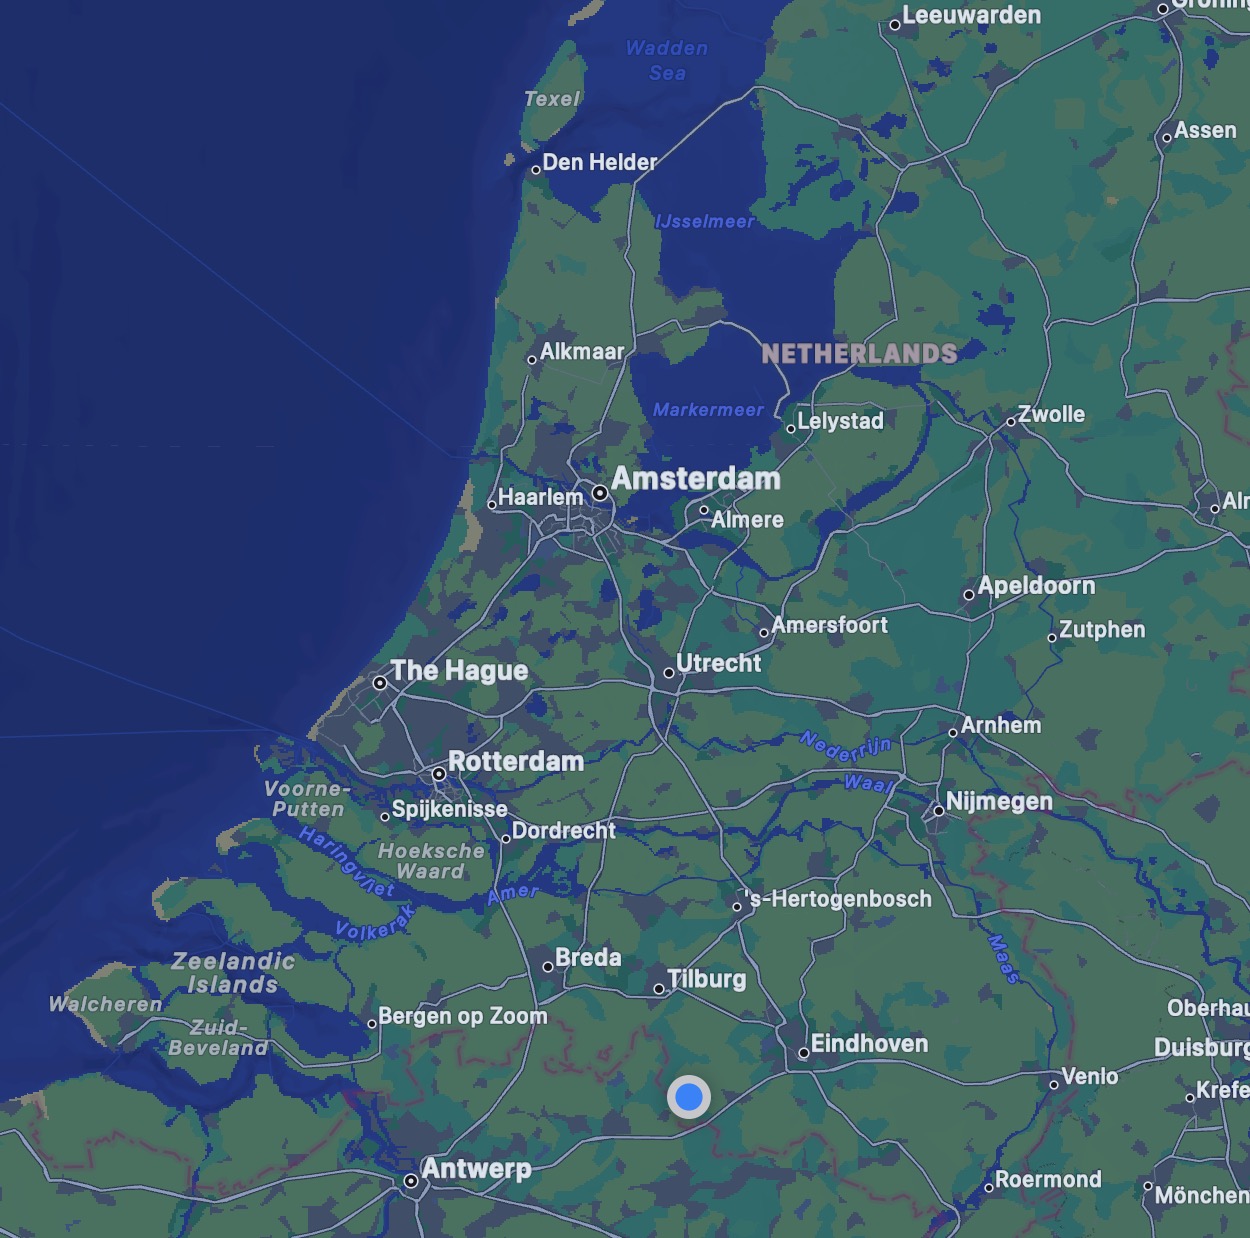 Leeuwarden
Wadden
Sea
Texel
Assen
Den Helder
IJsselmeer
NETHERLANDS
Alkmaar
Markermeer
Zwolle
Lelystad
Amsterdam
Haarlem
Almere
Apeldoorn
Amersfoort
Zutphen
Utrecht
The Hague
Arnhem
Nederrijn
Rotterdam
Waal
Voorne-
Putten
Nijmegen
Spijkenisse
Dordrecht
Haringvliet
Hoeksche
Waard
Amer
's-Hertogenbosch
Volkerak
Maas
Breda
Zeelandic
Islands
Tilburg
Walcheren
Oberhau
Bergen op Zoom
Zuid-
Beveland
Eindhoven
Duisburg
Venlo
Krefe
Antwerp
Roermond
Mönchen